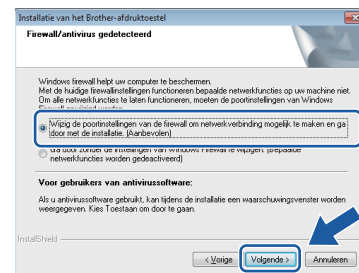 Installatie van het Brother-afdruktoestel
Firewall/antivirus gedetecteerd
Windows firewall helpt uw computer te beschermen.
Met de huidige firewallinstellingen functioneren bepaalde netwerkfuncties op uw machine niet.
Om alle netwerkfuncties te laten functioneren, moeten de poortinstellingen van Windows
Firewall gewijzigd worden.
Wijzig de poortinstellingen van de firewall om netwerkverbinding mogelijk te maken en ga
door met de installatie. (Aanbevolen)
Ga door zonder de instellingen van Windows Firewall te wijzigen. (Bepaalde
netwerkfuncties worden gedeactiveerd)
Voor gebruikers van antivirussoftware:
Als u antivirussoftware gebruikt, kan tijdens de installatie een waarschuwingsvenster worden
weergegeven. Kies Toestaan om door te gaan.
InstallShield
< Vorige
Volgende >
Annuleren